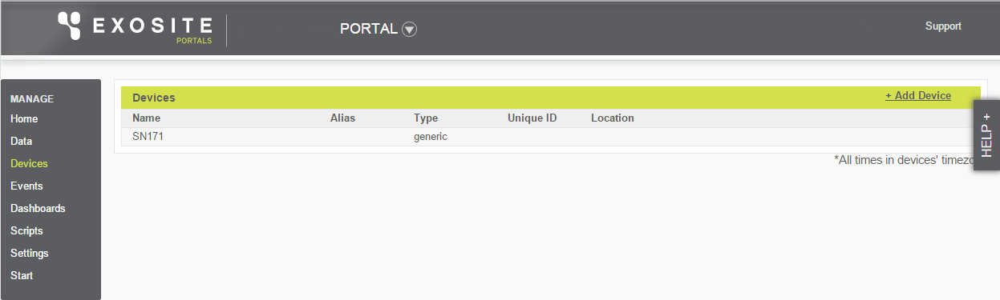 EXOSITE
PORTALS
PORTAL
Support
MANAGE
Home
Data
Devices
Events
Dashboards
Scripts
Settings
Start
Devices + Add Device
Name Alias Type Unique ID Location
SN171 generic
*All times in devices'
HELP +